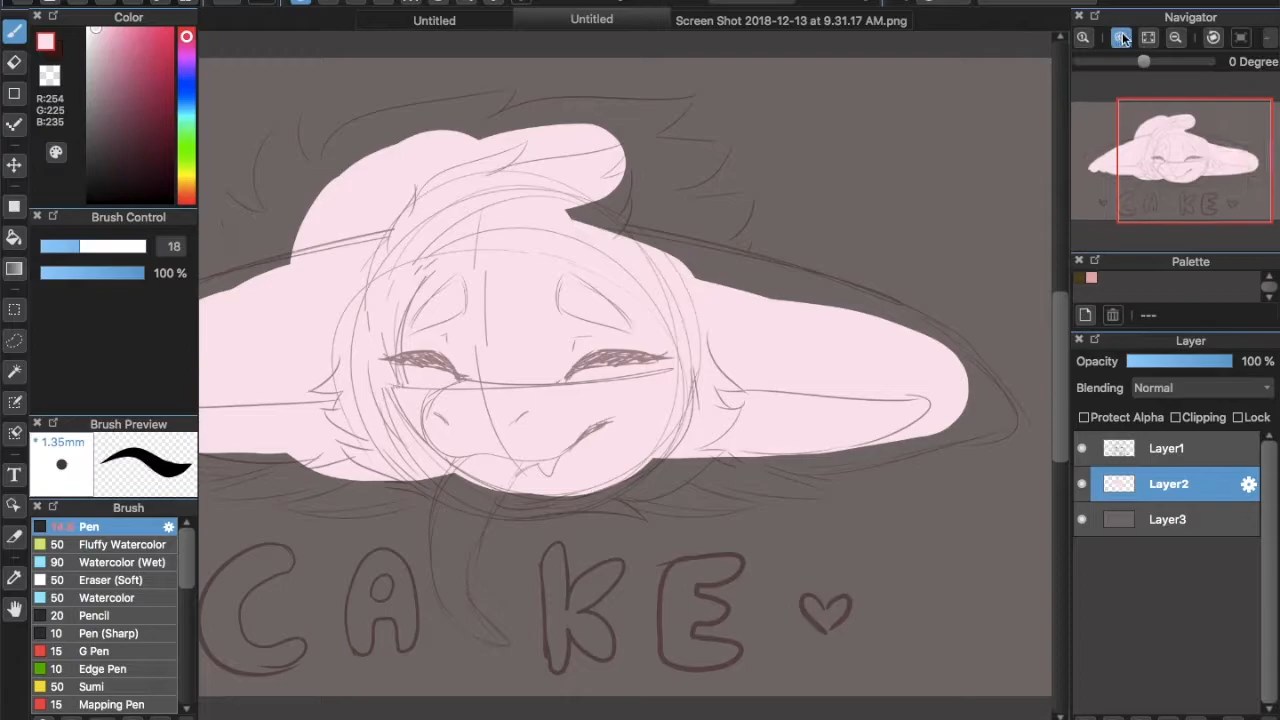 Untitled
Untitled
Screen Shot 2018-12-13 at 9.31.17 AM.png
Color
R:254
G:225
B:235
Brush Control
18
100 %
Brush Preview
* 1.35mm
Brush
14.0 Pen
50 Fluffy Watercolor
90 Watercolor (Wet)
50 Eraser (Soft)
50 Watercolor
20 Pencil
10 Pen (Sharp)
15 G Pen
10 Edge Pen
50 Sumi
15 Mapping Pen
CAKE
Navigator
0 Degree
CAKE
Palette
---
Layer
Opacity 100 %
Blending Normal
Protect Alpha Clipping Lock
Layer1
Layer2
Layer3